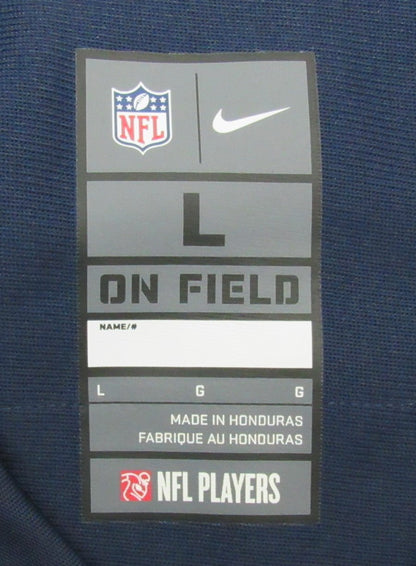 NFL
L
ON FIELD
NAME/#
L G G
MADE IN HONDURAS
FABRIQUE AU HONDURAS
NFL PLAYERS